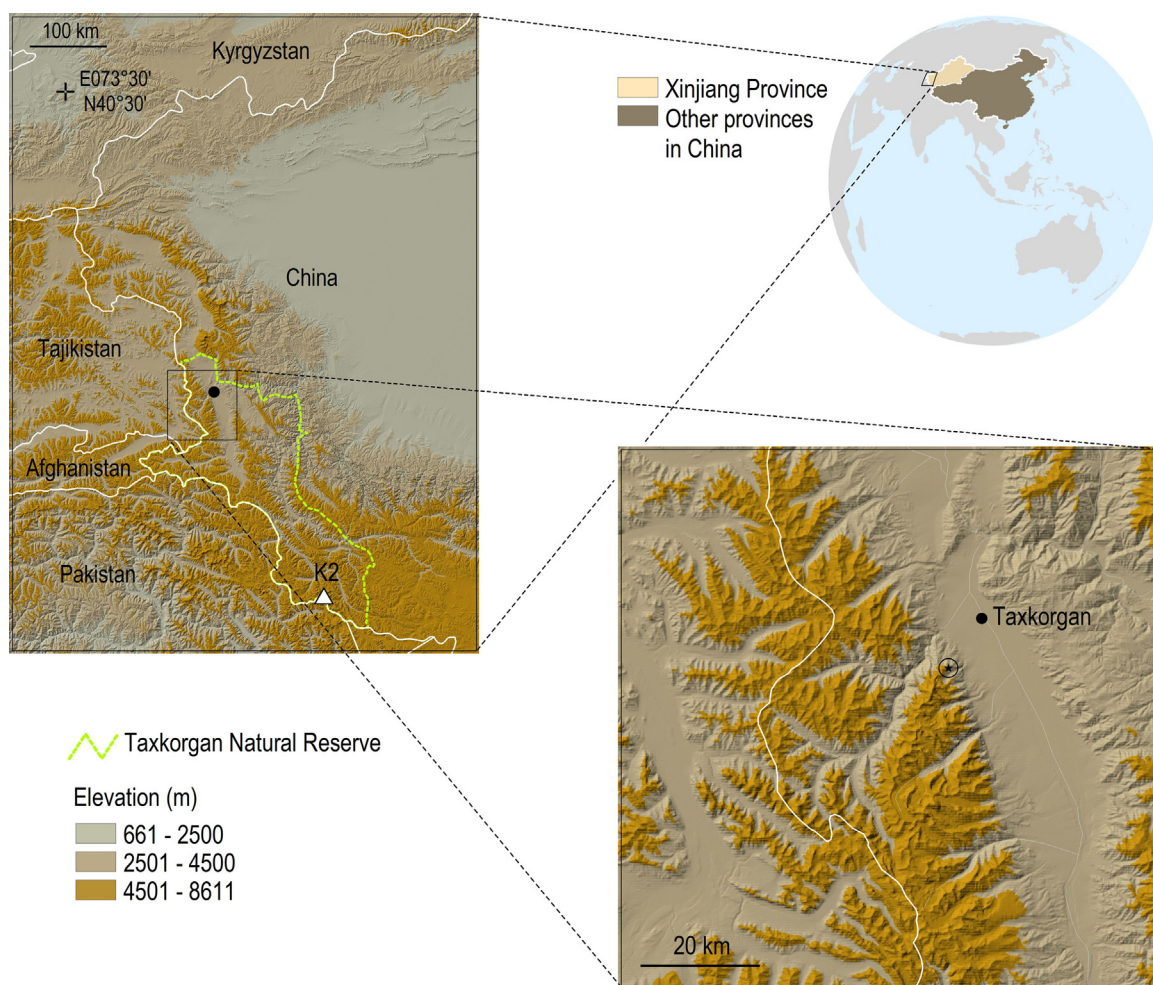 100 km
E073°30'
N40°30'
Kyrgyzstan
China
Tajikistan
Afghanistan
Pakistan
K2
Xinjiang Province
Other provinces
in China
Taxkorgan
20 km
Taxkorgan Natural Reserve
Elevation (m)
661 - 2500
2501 - 4500
4501 - 8611